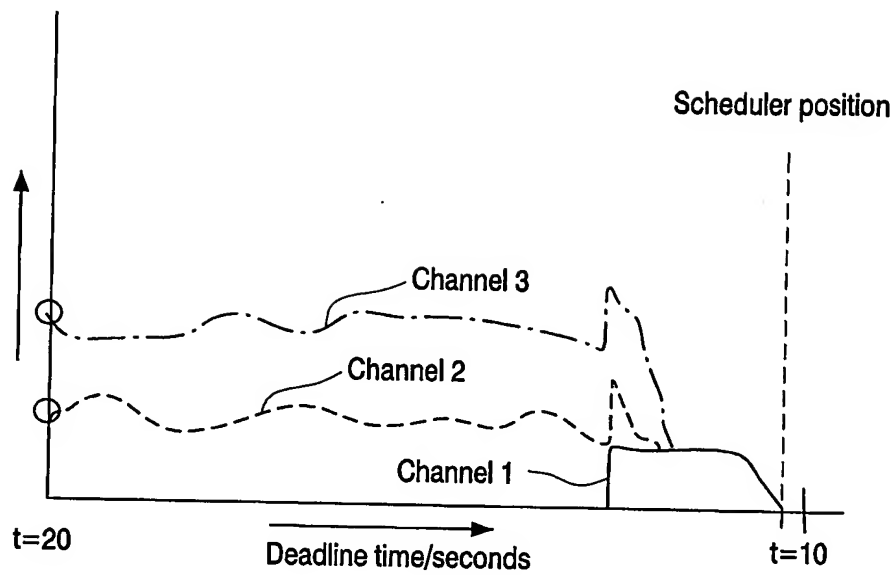 Scheduler position
Channel 3
Channel 2
Channel 1
t=20
Deadline time/seconds
t=10